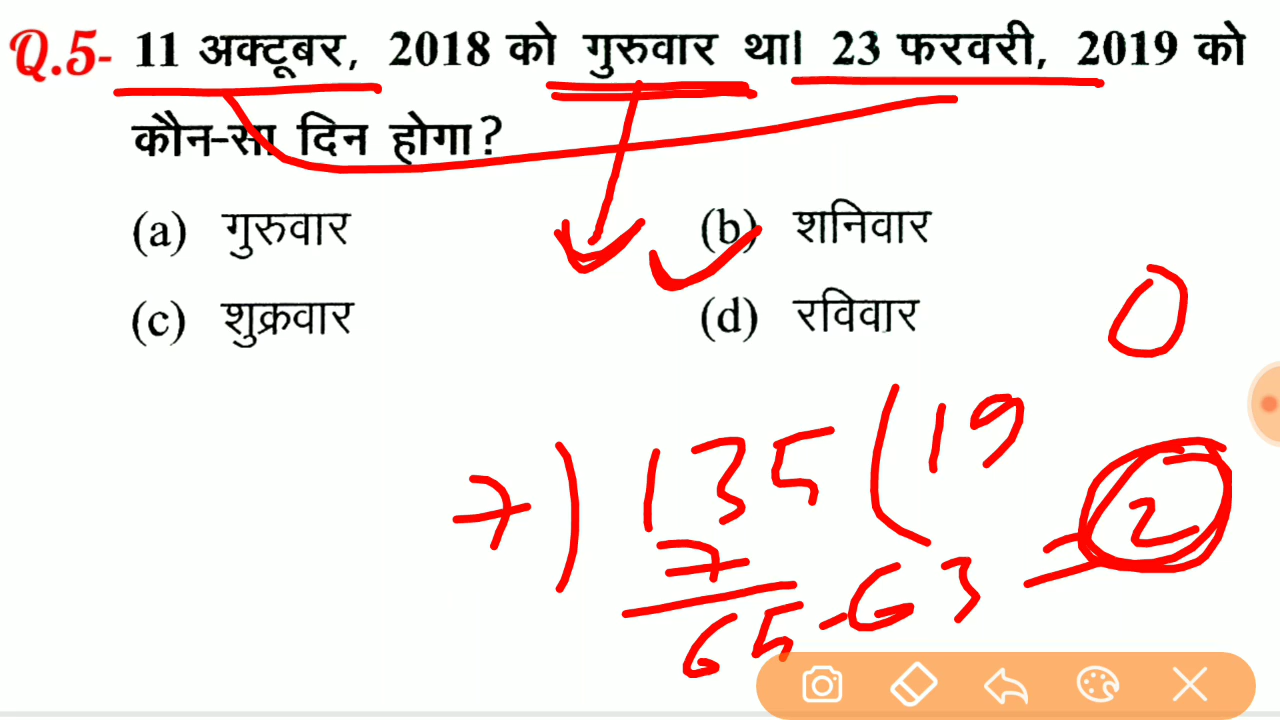 Q.5- 11 अक्टूबर, 2018 को गुरुवार था। 23 फरवरी, 2019 को
कौन-सा दिन होगा?
(a) गुरुवार (b) शनिवार
(c) शुक्रवार (d) रविवार
0
7) 135 ( 19
7
65 - 63 = 2